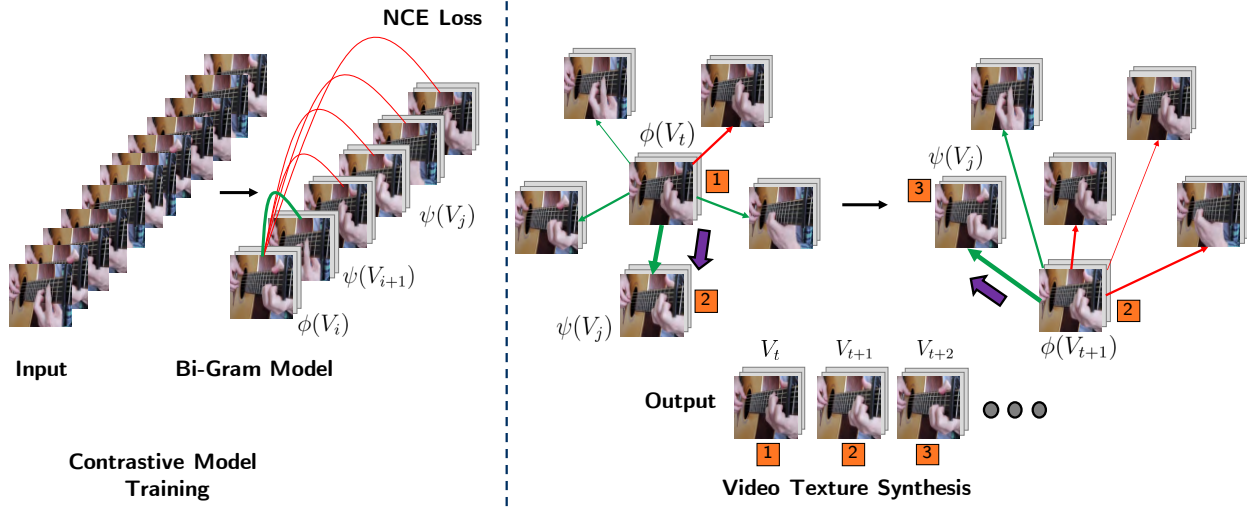 NCE Loss
ψ(V_j)
ψ(V_{i+1})
ϕ(V_i)
Input
Bi-Gram Model
Contrastive Model
Training
ϕ(V_t)
1
ψ(V_j)
2
ψ(V_j)
3
2
ϕ(V_{t+1})
V_t
V_{t+1}
V_{t+2}
Output
1
2
3
Video Texture Synthesis